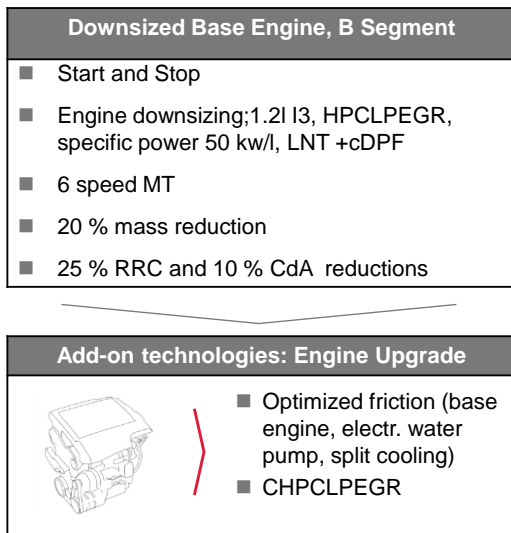 Downsized Base Engine, B Segment
■ Start and Stop
■ Engine downsizing;1.2l I3, HPCLPEGR,
specific power 50 kw/l, LNT +cDPF
■ 6 speed MT
■ 20 % mass reduction
■ 25 % RRC and 10 % CdA reductions
Add-on technologies: Engine Upgrade
■ Optimized friction (base
engine, electr. water
pump, split cooling)
■ CHPCLPEGR